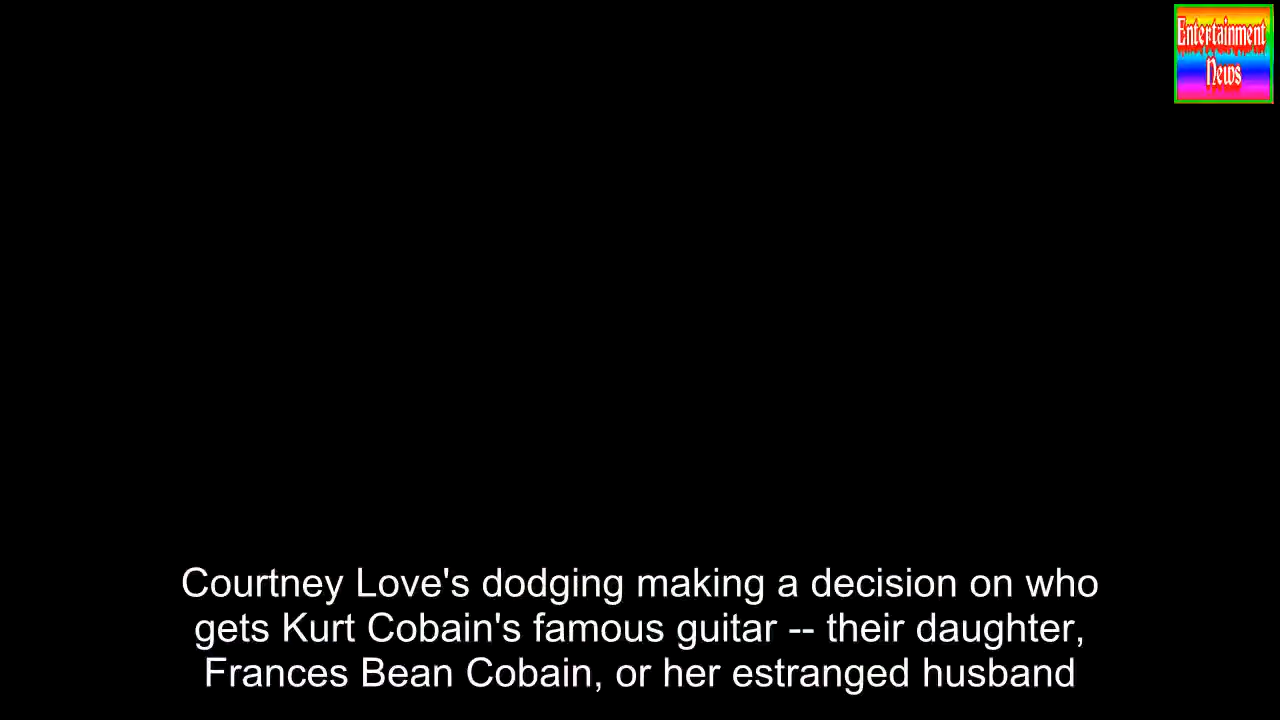 Entertainment
News
Courtney Love's dodging making a decision on who
gets Kurt Cobain's famous guitar -- their daughter,
Frances Bean Cobain, or her estranged husband